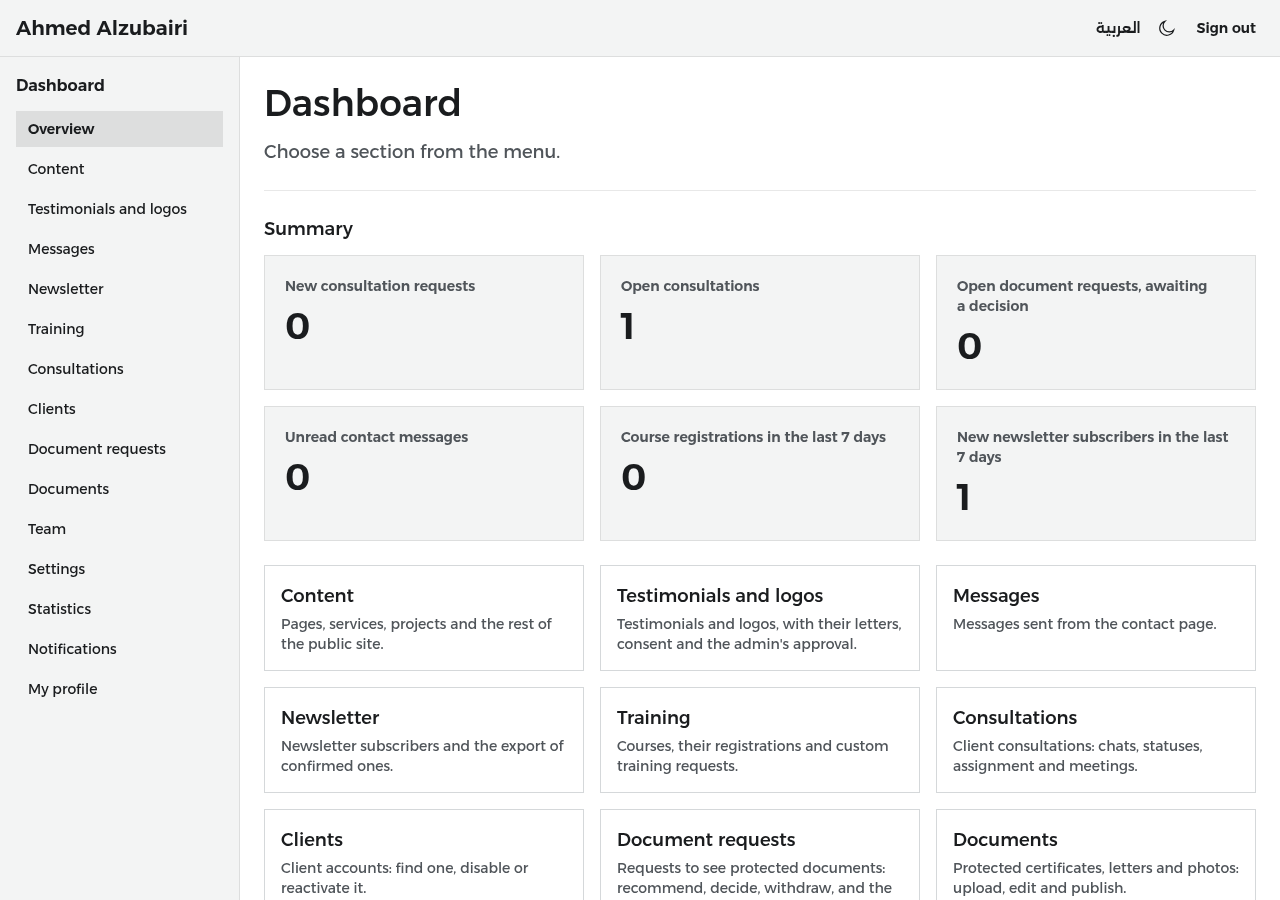 Ahmed Alzubairi
العربية
Sign out
Dashboard
Overview
Content
Testimonials and logos
Messages
Newsletter
Training
Consultations
Clients
Document requests
Documents
Team
Settings
Statistics
Notifications
My profile
Dashboard
Choose a section from the menu.
Summary
New consultation requests
0
Open consultations
1
Open document requests, awaiting
a decision
0
Unread contact messages
0
Course registrations in the last 7 days
0
New newsletter subscribers in the last
7 days
1
Content
Pages, services, projects and the rest of
the public site.
Testimonials and logos
Testimonials and logos, with their letters,
consent and the admin's approval.
Messages
Messages sent from the contact page.
Newsletter
Newsletter subscribers and the export of
confirmed ones.
Training
Courses, their registrations and custom
training requests.
Consultations
Client consultations: chats, statuses,
assignment and meetings.
Clients
Client accounts: find one, disable or
reactivate it.
Document requests
Requests to see protected documents:
recommend, decide, withdraw, and the
Documents
Protected certificates, letters and photos:
upload, edit and publish.